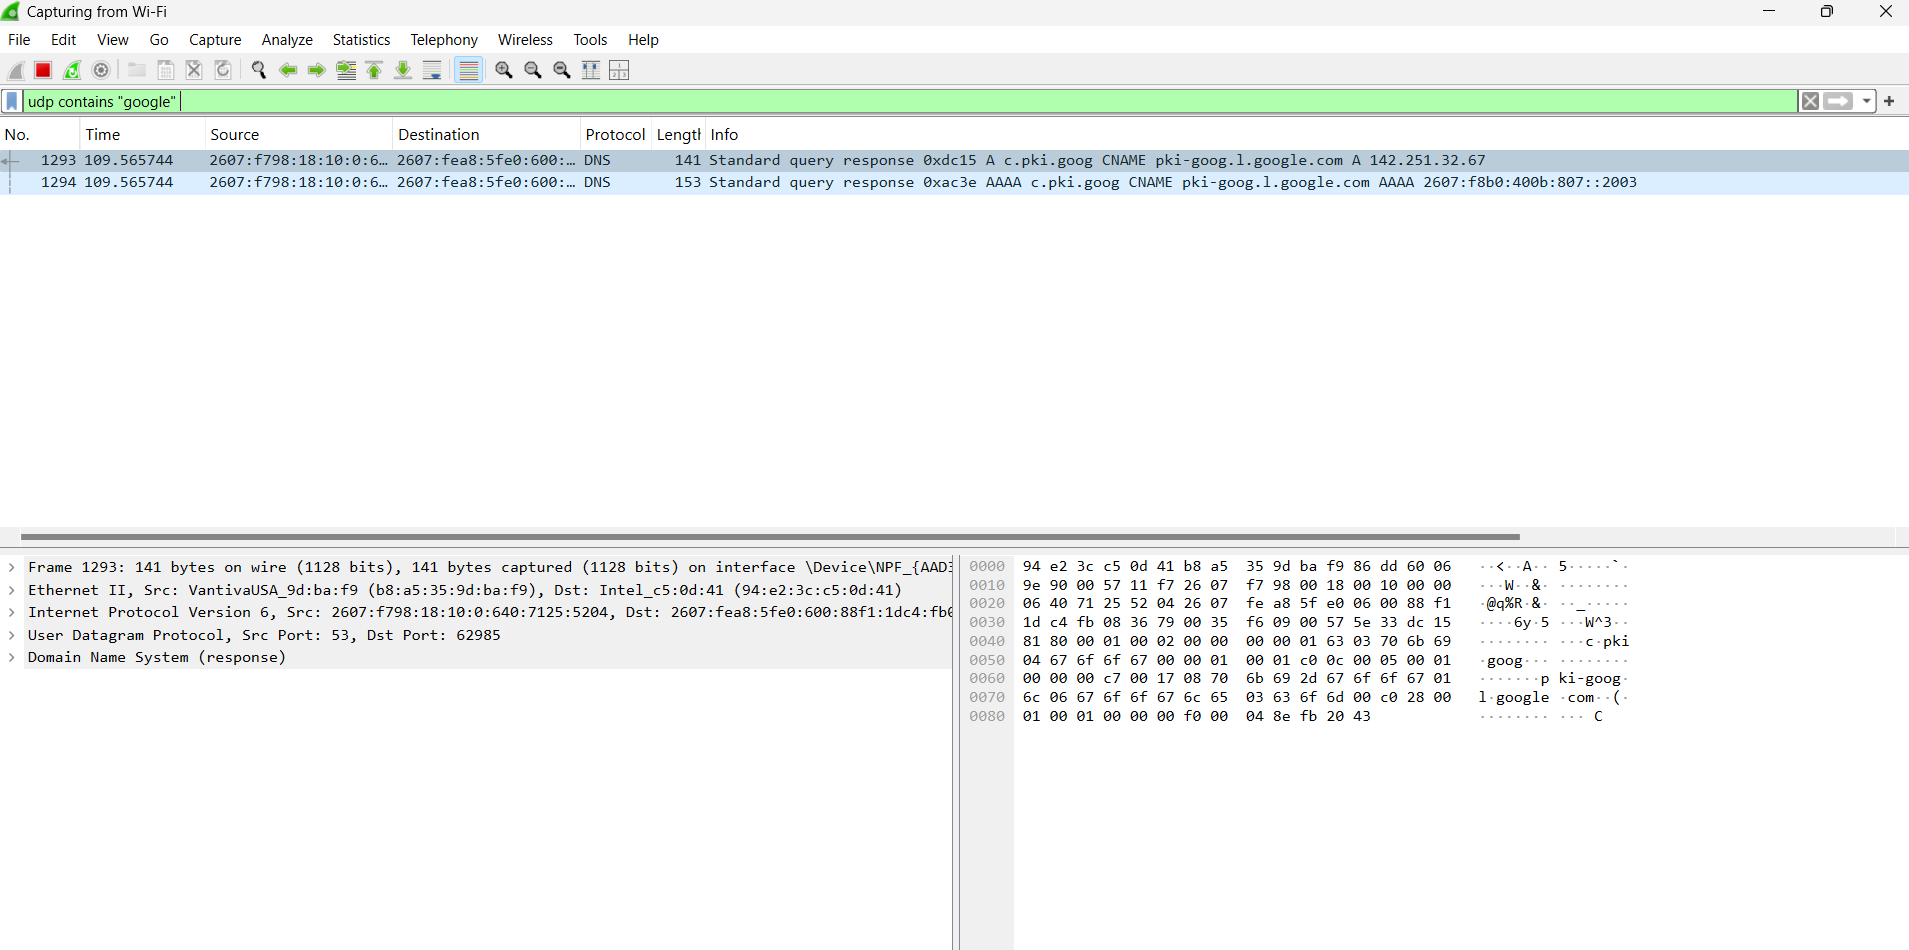 Capturing from Wi-Fi
File Edit View Go Capture Analyze Statistics Telephony Wireless Tools Help
udp contains "google"
No. Time Source Destination Protocol Length Info
1293 109.565744 2607:f798:18:10:0:6… 2607:fea8:5fe0:600:… DNS 141 Standard query response 0xdc15 A c.pki.goog CNAME pki-goog.l.google.com A 142.251.32.67
1294 109.565744 2607:f798:18:10:0:6… 2607:fea8:5fe0:600:… DNS 153 Standard query response 0xac3e AAAA c.pki.goog CNAME pki-goog.l.google.com AAAA 2607:f8b0:400b:807::2003
Frame 1293: 141 bytes on wire (1128 bits), 141 bytes captured (1128 bits) on interface \Device\NPF_{AAD3
Ethernet II, Src: VantivaUSA_9d:ba:f9 (b8:a5:35:9d:ba:f9), Dst: Intel_c5:0d:41 (94:e2:3c:c5:0d:41)
Internet Protocol Version 6, Src: 2607:f798:18:10:0:640:7125:5204, Dst: 2607:fea8:5fe0:600:88f1:1dc4:fb0
User Datagram Protocol, Src Port: 53, Dst Port: 62985
Domain Name System (response)
0000 94 e2 3c c5 0d 41 b8 a5 35 9d ba f9 86 dd 60 06 ··<··A·· 5·····`·
0010 9e 90 00 57 11 f7 26 07 f7 98 00 18 00 10 00 00 ···W··&· ········
0020 06 40 71 25 52 04 26 07 fe a8 5f e0 06 00 88 f1 ·@q%R·&· ··_·····
0030 1d c4 fb 08 36 79 00 35 f6 09 00 57 5e 33 dc 15 ····6y·5 ···W^3··
0040 81 80 00 01 00 02 00 00 00 00 01 63 03 70 6b 69 ········ ···c·pki
0050 04 67 6f 6f 67 00 00 01 00 01 c0 0c 00 05 00 01 ·goog··· ········
0060 00 00 00 c7 00 17 08 70 6b 69 2d 67 6f 6f 67 01 ·······p ki-goog·
0070 6c 06 67 6f 6f 67 6c 65 03 63 6f 6d 00 c0 28 00 l·google ·com··(·
0080 01 00 01 00 00 00 f0 00 04 8e fb 20 43 ········ ··· C